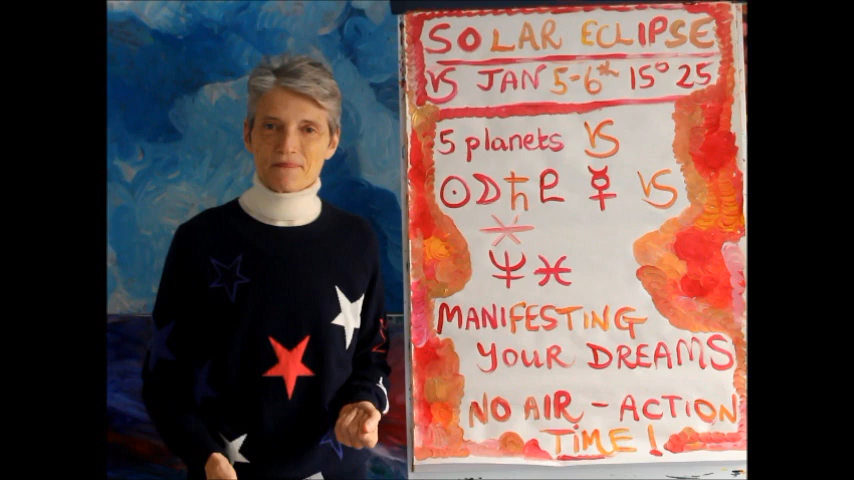 SOLAR ECLIPSE
♑ JAN 5-6th 15° 25
5 planets ♑
☉☽♄♇ ☿ ♑
⚹
♆ ♓
MANIFESTING
YOUR DREAMS
NO AIR - ACTION
TIME!